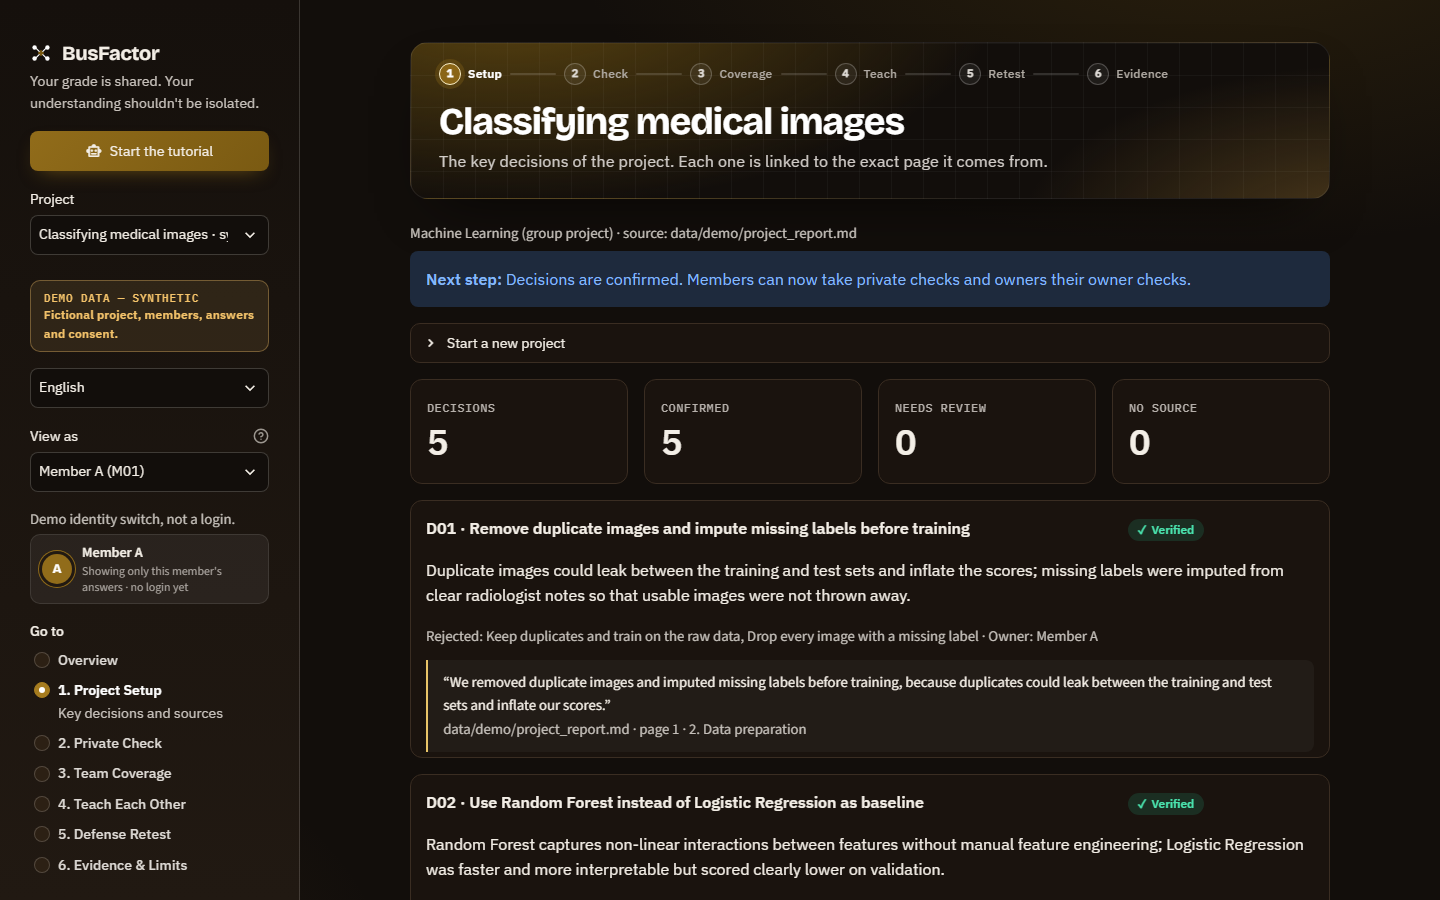 BusFactor
Your grade is shared. Your
understanding shouldn't be isolated.
Start the tutorial
Project
Classifying medical images · sy
DEMO DATA — SYNTHETIC
Fictional project, members, answers
and consent.
English
View as
Member A (M01)
Demo identity switch, not a login.
A
Member A
Showing only this member's
answers · no login yet
Go to
Overview
1. Project Setup
Key decisions and sources
2. Private Check
3. Team Coverage
4. Teach Each Other
5. Defense Retest
6. Evidence & Limits
1 Setup 2 Check 3 Coverage 4 Teach 5 Retest 6 Evidence
Classifying medical images
The key decisions of the project. Each one is linked to the exact page it comes from.
Machine Learning (group project) · source: data/demo/project_report.md
Next step: Decisions are confirmed. Members can now take private checks and owners their owner checks.
Start a new project
DECISIONS
5
CONFIRMED
5
NEEDS REVIEW
0
NO SOURCE
0
D01 · Remove duplicate images and impute missing labels before training
✓ Verified
Duplicate images could leak between the training and test sets and inflate the scores; missing labels were imputed from
clear radiologist notes so that usable images were not thrown away.
Rejected: Keep duplicates and train on the raw data, Drop every image with a missing label · Owner: Member A
“We removed duplicate images and imputed missing labels before training, because duplicates could leak between the training and test
sets and inflate our scores.”
data/demo/project_report.md · page 1 · 2. Data preparation
D02 · Use Random Forest instead of Logistic Regression as baseline
✓ Verified
Random Forest captures non-linear interactions between features without manual feature engineering; Logistic Regression
was faster and more interpretable but scored clearly lower on validation.